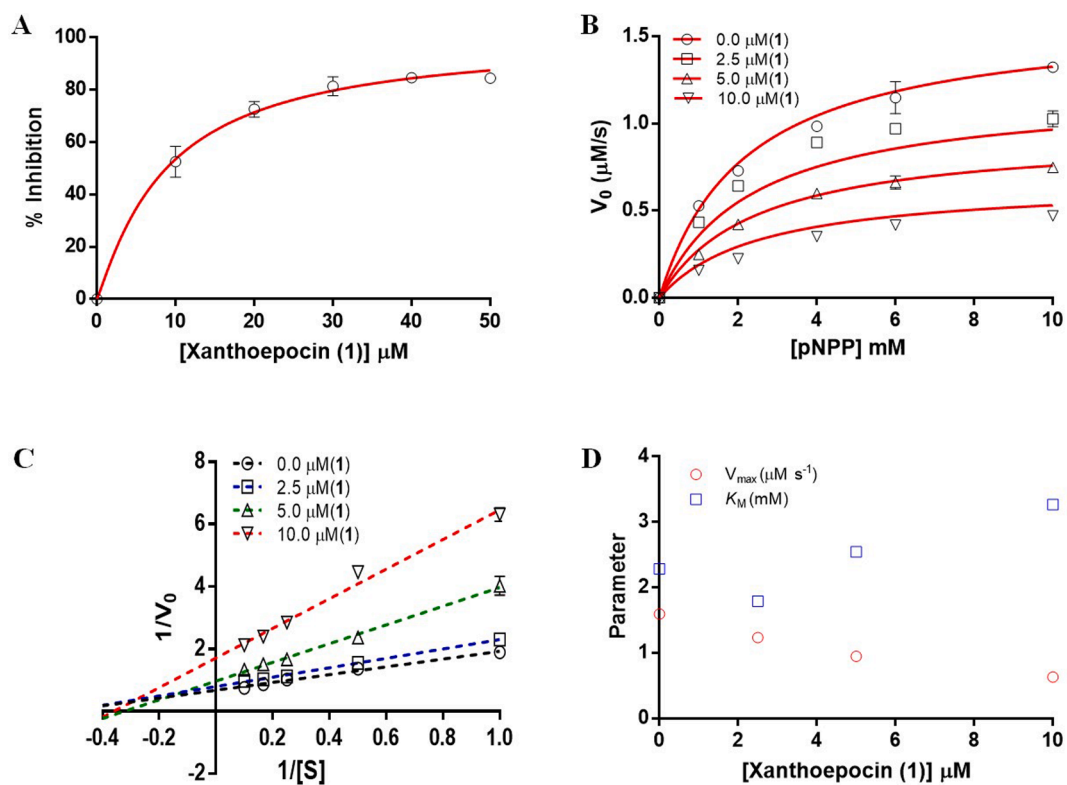 A
100
80
60
40
20
0
% Inhibition
0 10 20 30 40 50
[Xanthoepocin (1)] μM
B
1.5
1.0
0.5
0.0
V0 (μM/s)
0.0 μM(1)
2.5 μM(1)
5.0 μM(1)
10.0 μM(1)
0 2 4 6 8 10
[pNPP] mM
C
8
6
4
2
-2
1/V0
0.0 μM(1)
2.5 μM(1)
5.0 μM(1)
10.0 μM(1)
-0.4 -0.2 0.2 0.4 0.6 0.8 1.0
1/[S]
D
4
3
2
1
0
Parameter
Vmax (μM s-1)
KM (mM)
0 2 4 6 8 10
[Xanthoepocin (1)] μM